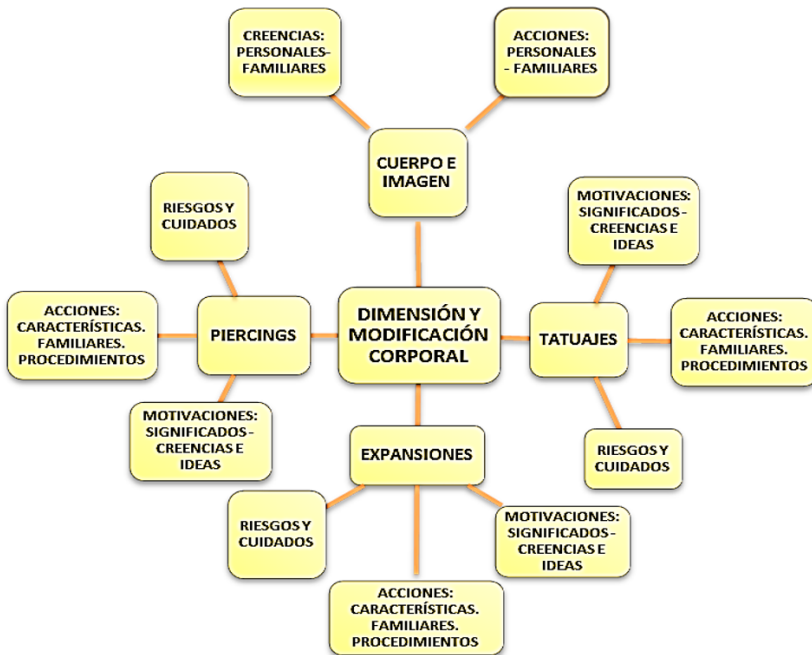 CREENCIAS:
PERSONALES-
FAMILIARES
ACCIONES:
PERSONALES
- FAMILIARES
CUERPO E
IMAGEN
RIESGOS Y
CUIDADOS
MOTIVACIONES:
SIGNIFICADOS-
CREENCIAS E
IDEAS
ACCIONES:
CARACTERÍSTICAS.
FAMILIARES.
PROCEDIMIENTOS
PIERCINGS
DIMENSIÓN Y
MODIFICACIÓN
CORPORAL
TATUAJES
ACCIONES:
CARACTERÍSTICAS.
FAMILIARES.
PROCEDIMIENTOS
MOTIVACIONES:
SIGNIFICADOS-
CREENCIAS E
IDEAS
EXPANSIONES
RIESGOS Y
CUIDADOS
RIESGOS Y
CUIDADOS
MOTIVACIONES:
SIGNIFICADOS-
CREENCIAS E
IDEAS
ACCIONES:
CARACTERÍSTICAS.
FAMILIARES.
PROCEDIMIENTOS